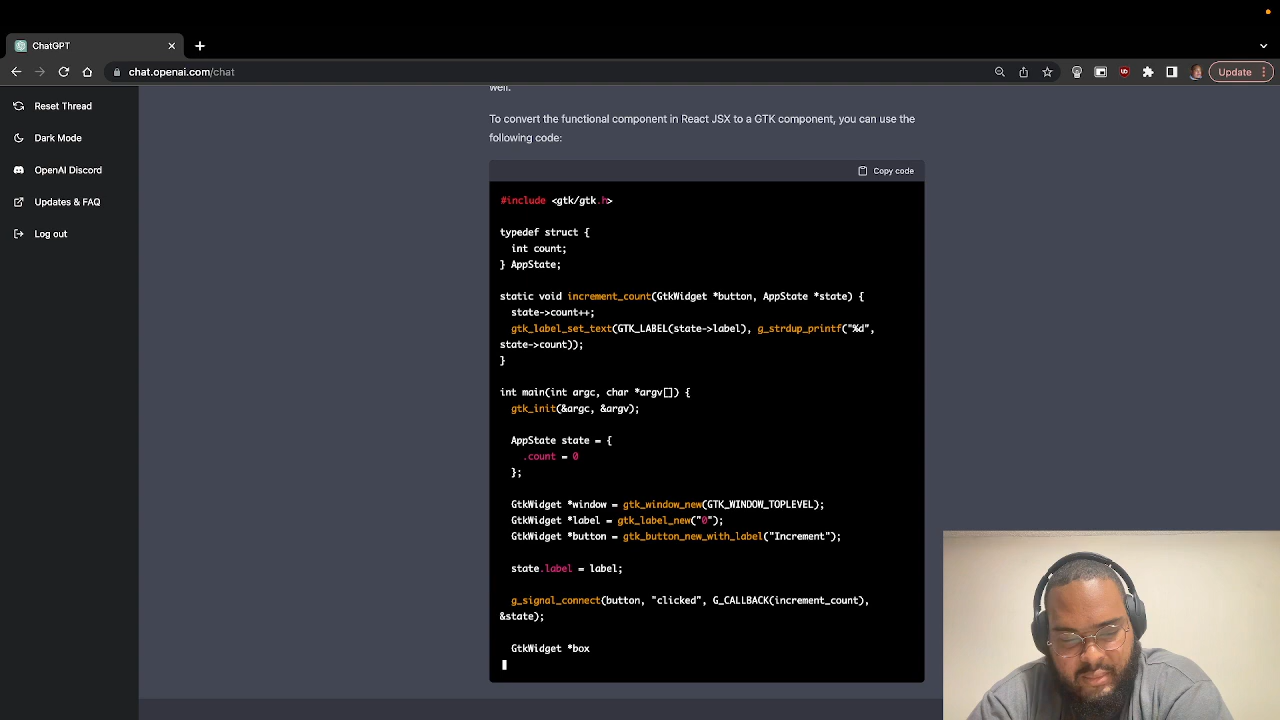 ChatGPT
chat.openai.com/chat
Update
Reset Thread
Dark Mode
OpenAI Discord
Updates & FAQ
Log out
well.
To convert the functional component in React JSX to a GTK component, you can use the
following code:
Copy code
#include <gtk/gtk.h>
typedef struct {
int count;
} AppState;
static void increment_count(GtkWidget *button, AppState *state) {
state->count++;
gtk_label_set_text(GTK_LABEL(state->label), g_strdup_printf("%d",
state->count));
}
int main(int argc, char *argv[]) {
gtk_init(&argc, &argv);
AppState state = {
.count = 0
};
GtkWidget *window = gtk_window_new(GTK_WINDOW_TOPLEVEL);
GtkWidget *label = gtk_label_new("0");
GtkWidget *button = gtk_button_new_with_label("Increment");
state.label = label;
g_signal_connect(button, "clicked", G_CALLBACK(increment_count),
&state);
GtkWidget *box